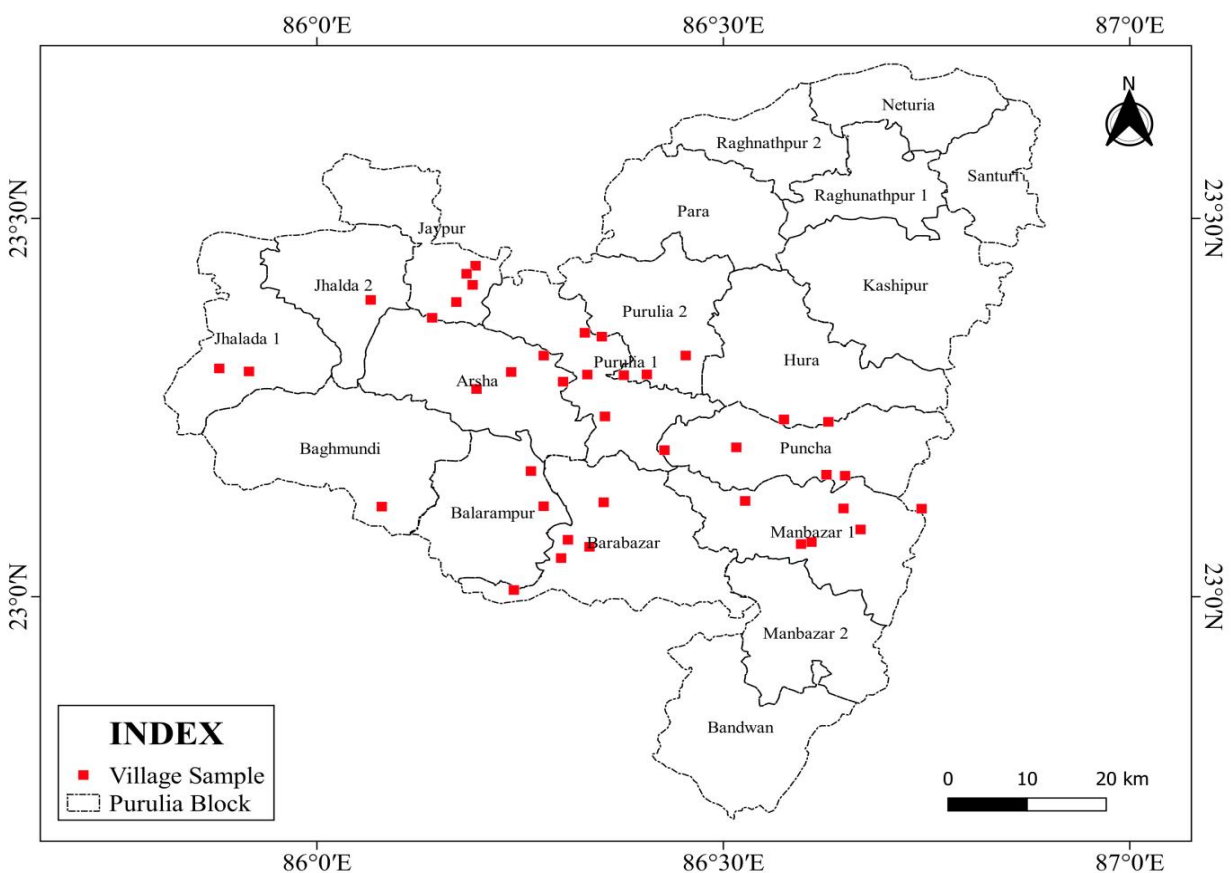 86°0′E 86°30′E 87°0′E
N
Neturia
Raghnathpur 2
Santuri
Raghunathpur 1
Para
23°30′N 23°30′N
Jaypur
Jhalda 2
Kashipur
Purulia 2
Jhalada 1
Hura
Purulia 1
Arsha
Baghmundi
Puncha
Balarampur
Manbazar 1
Barabazar
23°0′N 23°0′N
Manbazar 2
Bandwan
INDEX
Village Sample
Purulia Block
0 10 20 km
86°0′E 86°30′E 87°0′E